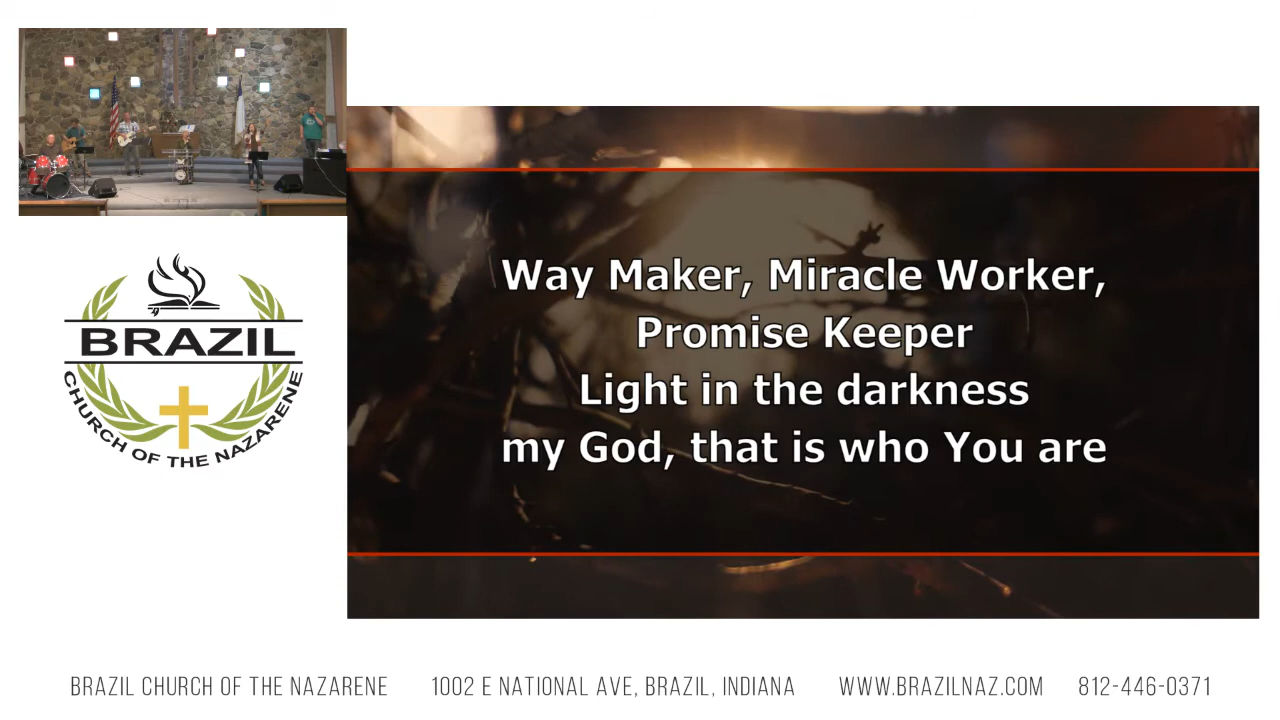 Way Maker, Miracle Worker,
Promise Keeper
Light in the darkness
my God, that is who You are
BRAZIL
CHURCH OF THE NAZARENE
BRAZIL CHURCH OF THE NAZARENE 1002 E NATIONAL AVE, BRAZIL, INDIANA WWW.BRAZILNAZ.COM 812-446-0371